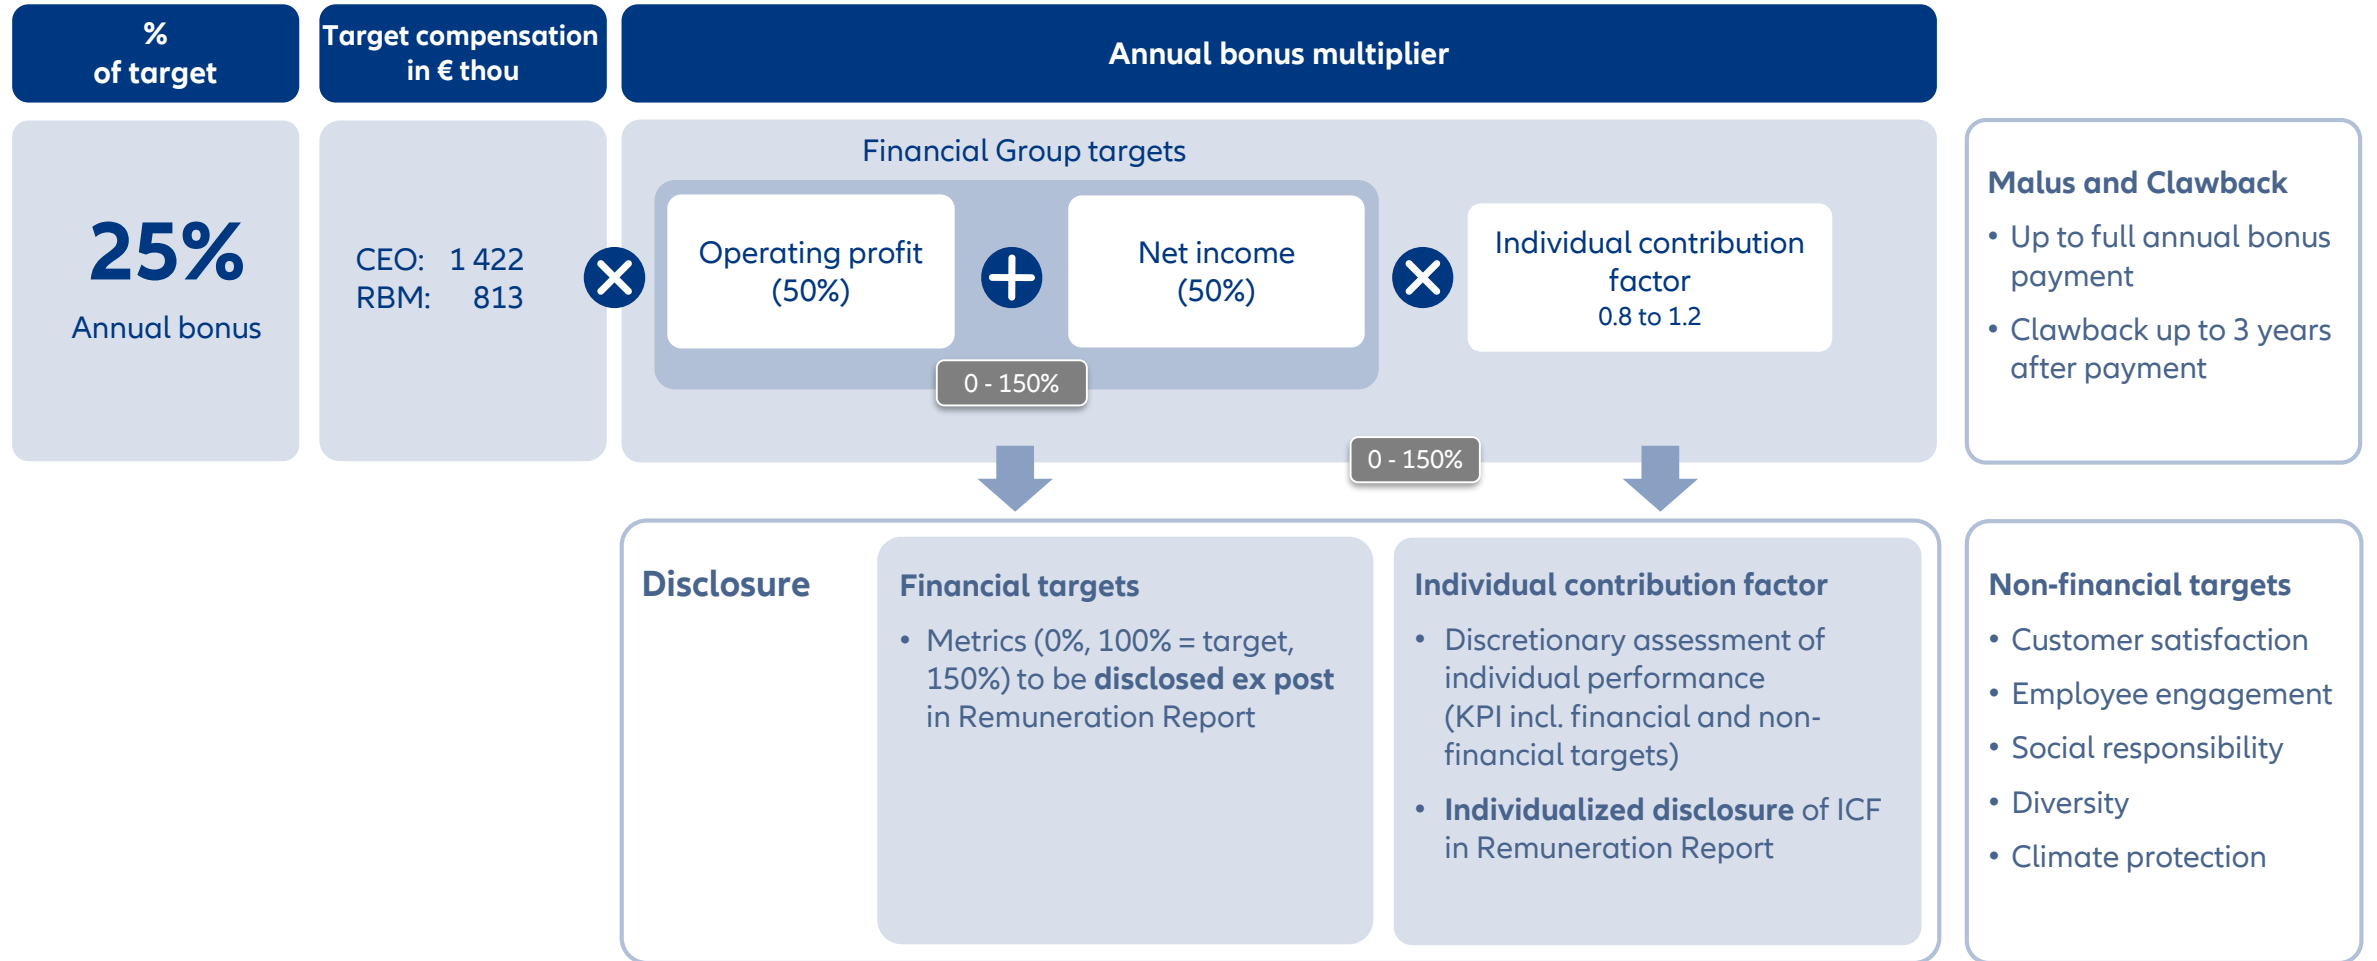 %
of target
Target compensation
in € thou
Annual bonus multiplier
25%
Annual bonus
CEO: 1 422
RBM: 813
Financial Group targets
Operating profit
(50%)
Net income
(50%)
0 - 150%
Individual contribution
factor
0.8 to 1.2
0 - 150%
Malus and Clawback
• Up to full annual bonus
payment
• Clawback up to 3 years
after payment
Disclosure
Financial targets
• Metrics (0%, 100% = target,
150%) to be disclosed ex post
in Remuneration Report
Individual contribution factor
• Discretionary assessment of
individual performance
(KPI incl. financial and non-
financial targets)
• Individualized disclosure of ICF
in Remuneration Report
Non-financial targets
• Customer satisfaction
• Employee engagement
• Social responsibility
• Diversity
• Climate protection